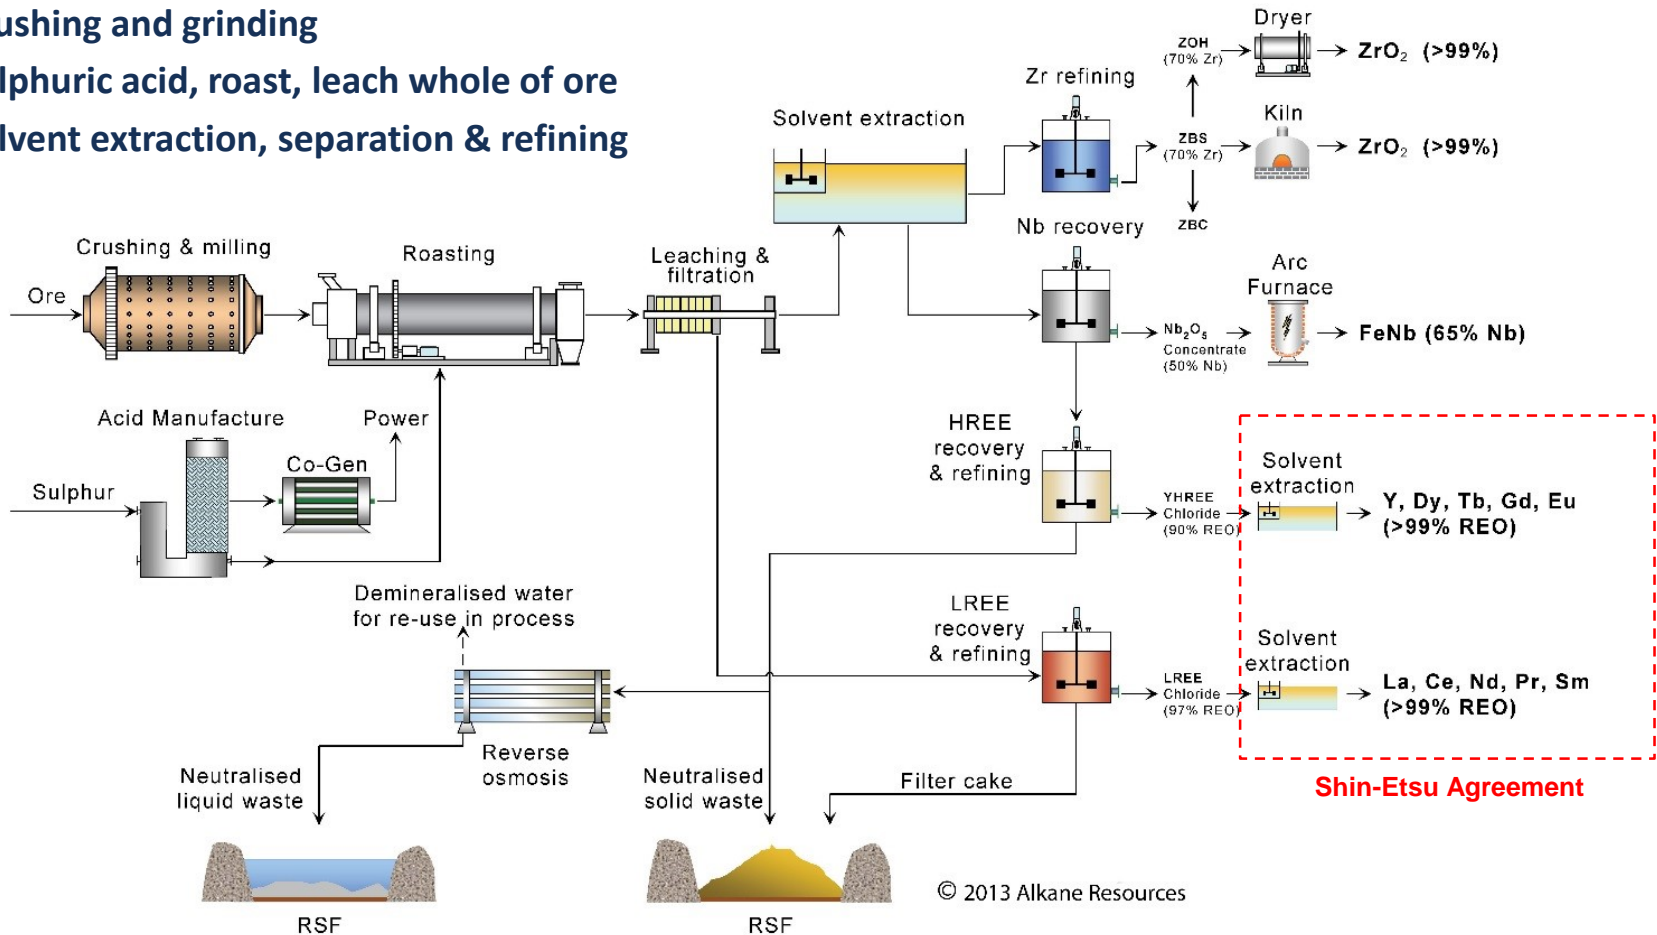 ushing and grinding
lphuric acid, roast, leach whole of ore
lvent extraction, separation & refining
Dryer
ZOH
(70% Zr)
ZrO₂ (>99%)
Zr refining
Solvent extraction
Kiln
ZBS
(70% Zr)
ZrO₂ (>99%)
ZBC
Nb recovery
Crushing & milling
Roasting
Leaching &
filtration
Arc
Furnace
Ore
Nb₂O₅
Concentrate
(50% Nb)
FeNb (65% Nb)
Acid Manufacture
Power
HREE
recovery
& refining
Co-Gen
Sulphur
Solvent
extraction
YHREE
Chloride
(90% REO)
Y, Dy, Tb, Gd, Eu
(>99% REO)
Demineralised water
for re-use in process
LREE
recovery
& refining
Solvent
extraction
LREE
Chloride
(97% REO)
La, Ce, Nd, Pr, Sm
(>99% REO)
Reverse
osmosis
Neutralised
liquid waste
Neutralised
solid waste
Filter cake
Shin-Etsu Agreement
© 2013 Alkane Resources
RSF
RSF